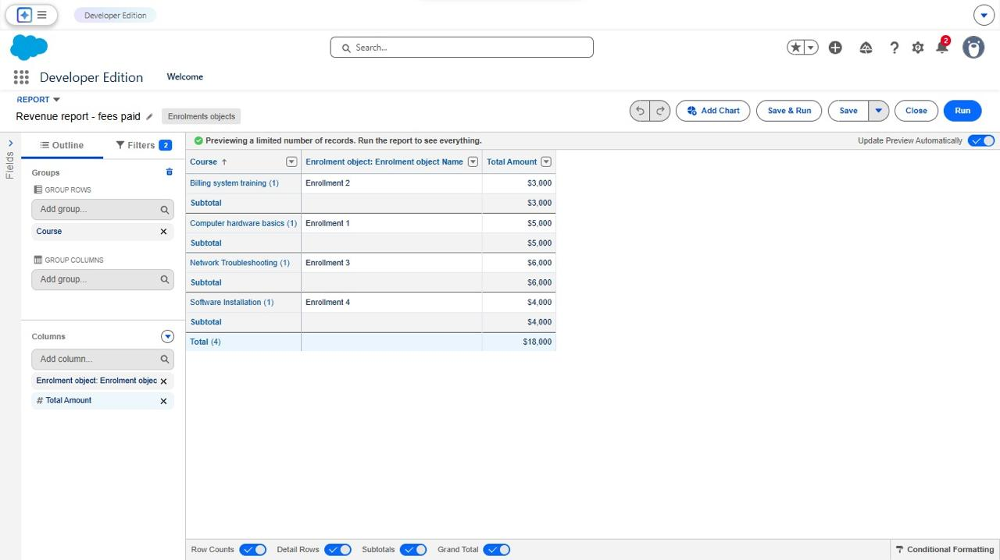 Developer Edition
Search...
2
Developer Edition
Welcome
REPORT
Revenue report - fees paid
Enrolments objects
Add Chart
Save & Run
Save
Close
Run
Fields
Outline
Filters 2
Previewing a limited number of records. Run the report to see everything.
Update Preview Automatically
Groups
GROUP ROWS
Add group...
Course
GROUP COLUMNS
Add group...
Columns
Add column...
Enrolment object: Enrolment objec
# Total Amount
Course Enrolment object: Enrolment object Name Total Amount
Billing system training (1) Enrollment 2 $3,000
Subtotal $3,000
Computer hardware basics (1) Enrollment 1 $5,000
Subtotal $5,000
Network Troubleshooting (1) Enrollment 3 $6,000
Subtotal $6,000
Software Installation (1) Enrollment 4 $4,000
Subtotal $4,000
Total (4) $18,000
Row Counts
Detail Rows
Subtotals
Grand Total
Conditional Formatting